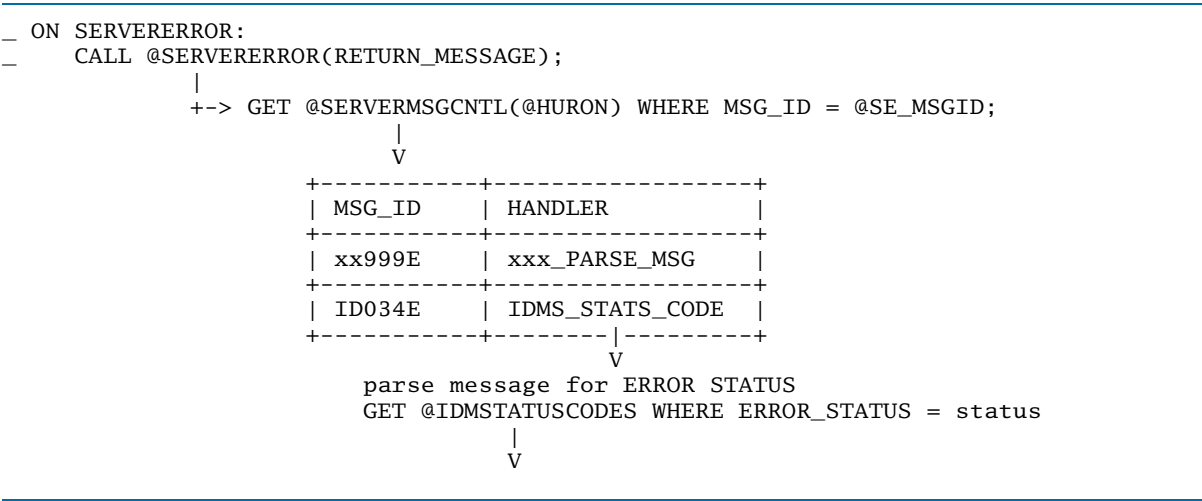 _ ON SERVERERROR:
_    CALL @SERVERERROR(RETURN_MESSAGE);
             |
             +-> GET @SERVERMSGCNTL(@HURON) WHERE MSG_ID = @SE_MSGID;
                           |
                           V
                     +-----------+------------------+
                     | MSG_ID    | HANDLER          |
                     +-----------+------------------+
                     | xx999E    | xxx_PARSE_MSG    |
                     +-----------+------------------+
                     | ID034E    | IDMS_STATS_CODE  |
                     +-----------+--------|---------+
                                          V
                         parse message for ERROR STATUS
                         GET @IDMSTATUSCODES WHERE ERROR_STATUS = status
                                   |
                                   V